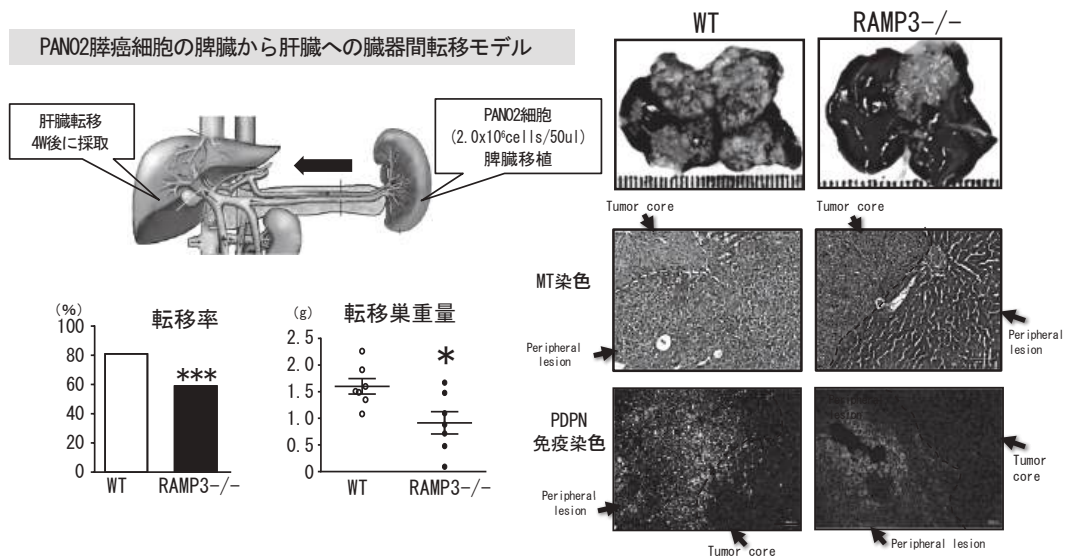 PANO2膵癌細胞の脾臓から肝臓への臓器間転移モデル
肝臓転移
4W後に採取
PANO2細胞
(2.0x10⁶cells/50ul)
脾臓移植
(%)
転移率
100
80
60
40
20
0
***
WT
RAMP3-/-
(g)
転移巣重量
2.5
2.0
1.5
1.0
0.5
0
*
WT
RAMP3-/-
WT
RAMP3-/-
Tumor core
Tumor core
MT染色
Peripheral
lesion
Peripheral
lesion
PDPN
免疫染色
lesion
Peripheral
lesion
Tumor
core
Tumor core
Peripheral lesion